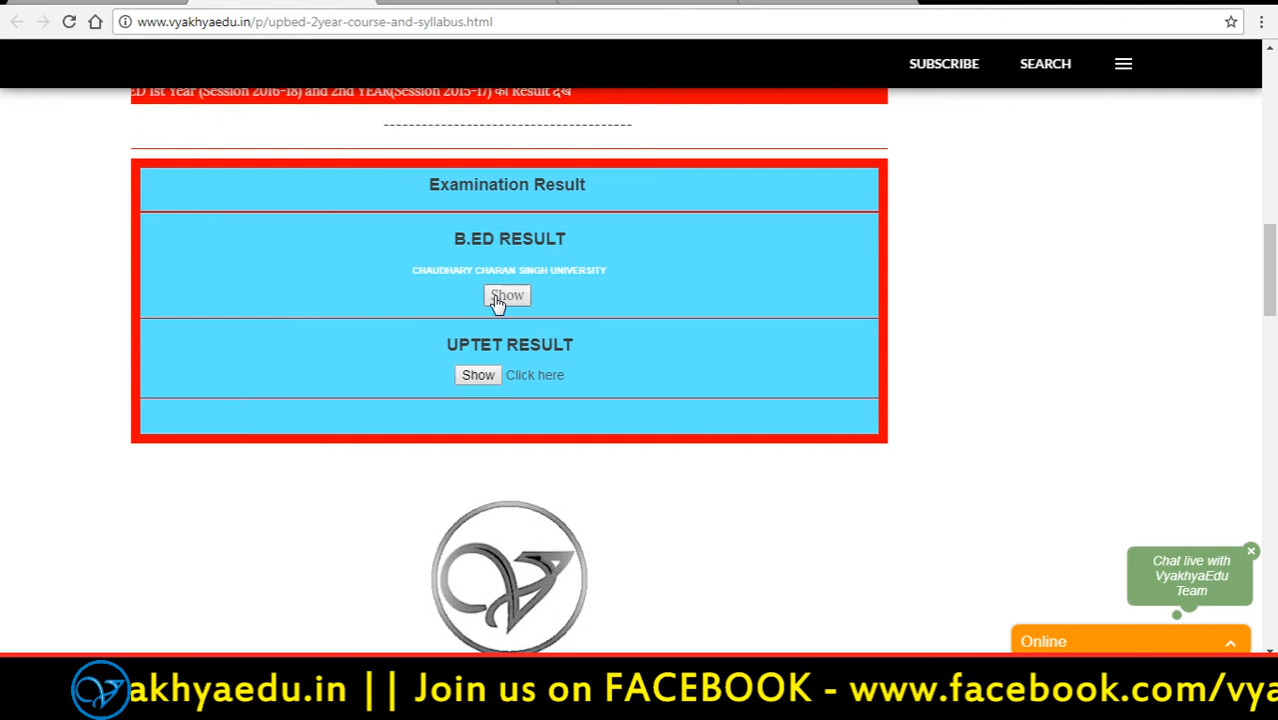 www.vyakhyaedu.in/p/upbed-2year-course-and-syllabus.html
SUBSCRIBE SEARCH
ED 1st Year (Session 2016-18) and 2nd YEAR(Session 2015-17) का Result देखें
-------------------------------------
Examination Result
B.ED RESULT
CHAUDHARY CHARAN SINGH UNIVERSITY
Show
UPTET RESULT
Show Click here
Chat live with
VyakhyaEdu
Team
Online
akhyaedu.in || Join us on FACEBOOK - www.facebook.com/vya